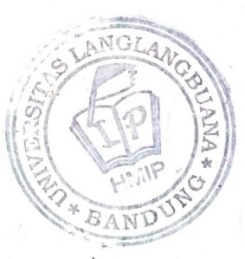 UNIVERSITAS LANGLANGBUANA
IP
HMIP
* BANDUNG *